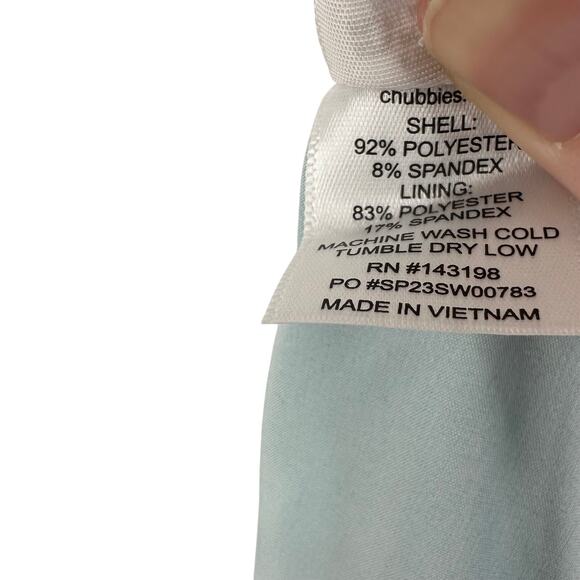 chubbies.
SHELL:
92% POLYESTER
8% SPANDEX
LINING:
83% POLYESTER
17% SPANDEX
MACHINE WASH COLD
TUMBLE DRY LOW
RN #143198
PO #SP23SW00783
MADE IN VIETNAM